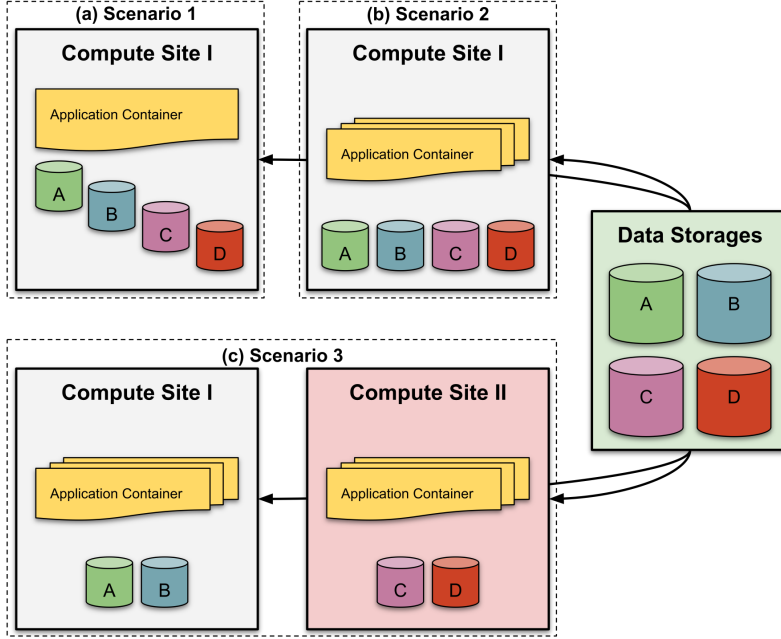 (a) Scenario 1
Compute Site I
Application Container
A
B
C
D
(b) Scenario 2
Compute Site I
Application Container
A
B
C
D
Data Storages
A
B
C
D
(c) Scenario 3
Compute Site I
Application Container
A
B
Compute Site II
Application Container
C
D